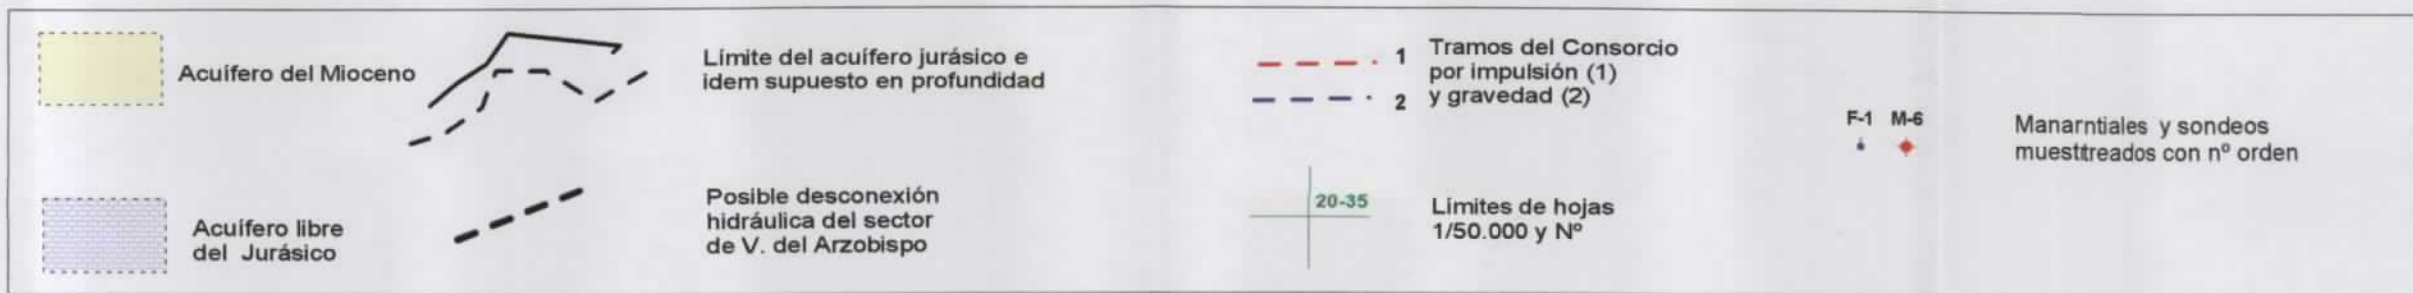 Acuífero del Mioceno
Límite del acuífero jurásico e
idem supuesto en profundidad
1
2
Tramos del Consorcio
por impulsión (1)
y gravedad (2)
F-1 M-6
Manarntiales y sondeos
muesttreados con nº orden
Acuífero libre
del Jurásico
Posible desconexión
hidráulica del sector
de V. del Arzobispo
20-35
Limites de hojas
1/50.000 y Nº